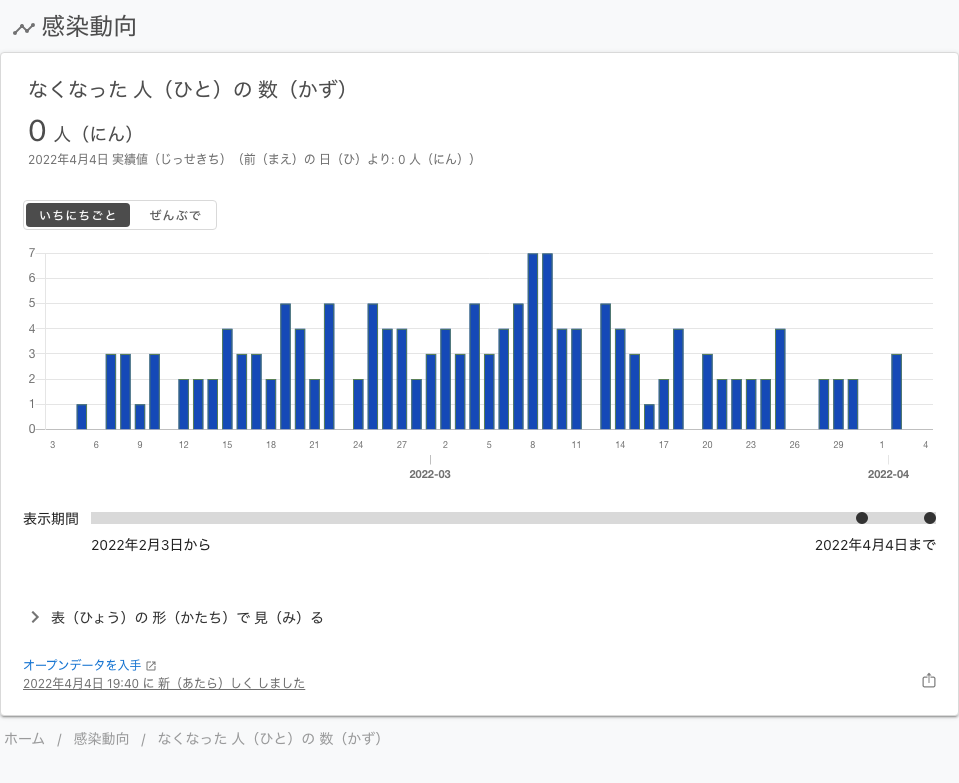 感染動向
なくなった 人（ひと）の 数（かず）
0 人（にん）
2022年4月4日 実績値（じっせきち）（前（まえ）の 日（ひ）より: 0 人（にん））
いちにちごと ぜんぶで
7
6
5
4
3
2
1
0
3 6 9 12 15 18 21 24 27 2 5 8 11 14 17 20 23 26 29 1 4
2022-03 2022-04
表示期間
2022年2月3日から 2022年4月4日まで
表（ひょう）の 形（かたち）で 見（み）る
オープンデータを入手
2022年4月4日 19:40 に 新（あたら）しく しました
ホーム / 感染動向 / なくなった 人（ひと）の 数（かず）